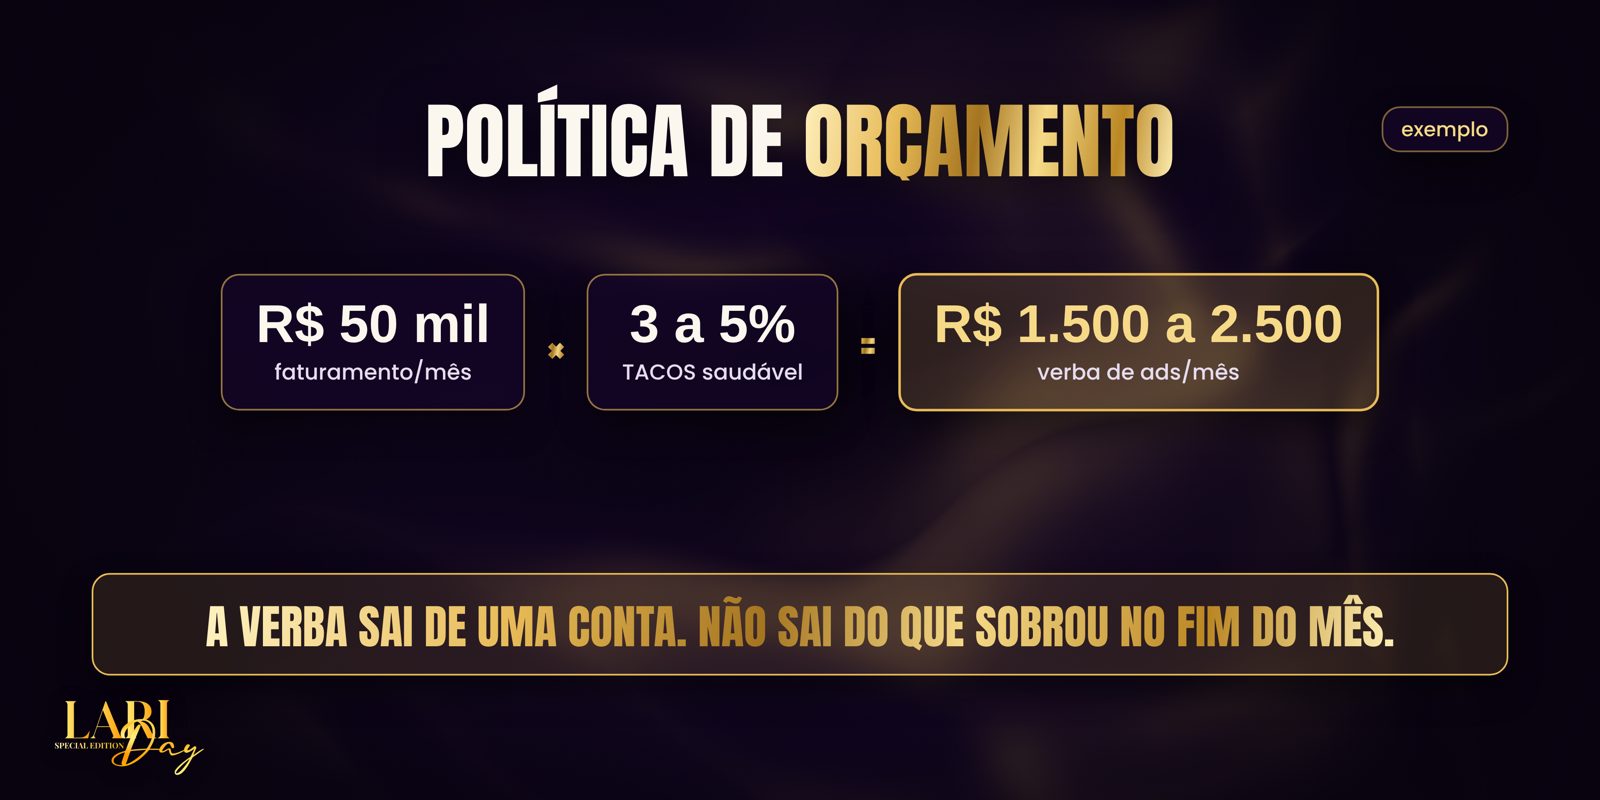 POLÍTICA DE ORÇAMENTO
exemplo
R$ 50 mil
faturamento/mês
×
3 a 5%
TACOS saudável
=
R$ 1.500 a 2.500
verba de ads/mês
A VERBA SAI DE UMA CONTA. NÃO SAI DO QUE SOBROU NO FIM DO MÊS.
LARI
SPECIAL EDITION
Day